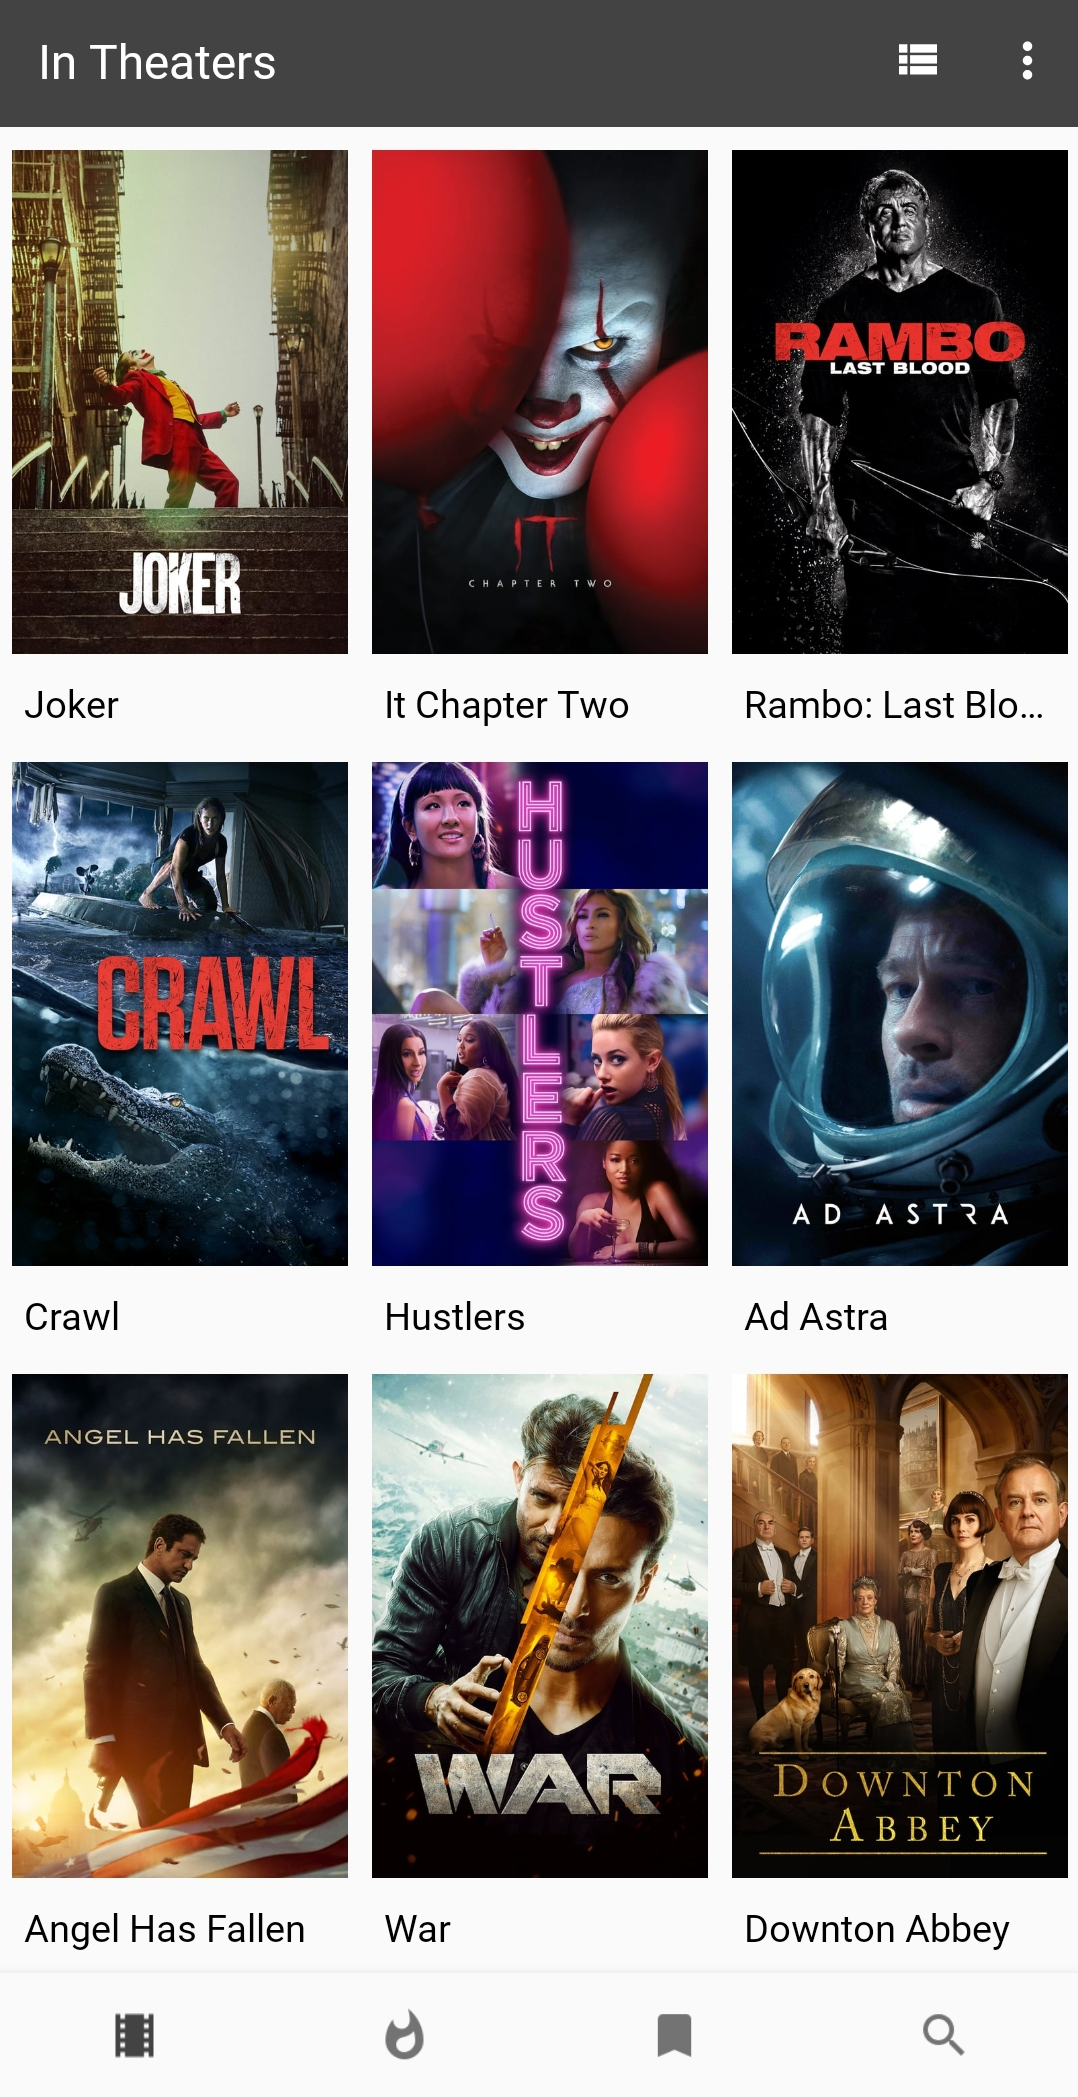 In Theaters
JOKER
IT
CHAPTER TWO
RAMBO
LAST BLOOD
Joker
It Chapter Two
Rambo: Last Blo...
CRAWL
HUSTLERS
AD ASTRA
Crawl
Hustlers
Ad Astra
ANGEL HAS FALLEN
WAR
DOWNTON
ABBEY
Angel Has Fallen
War
Downton Abbey